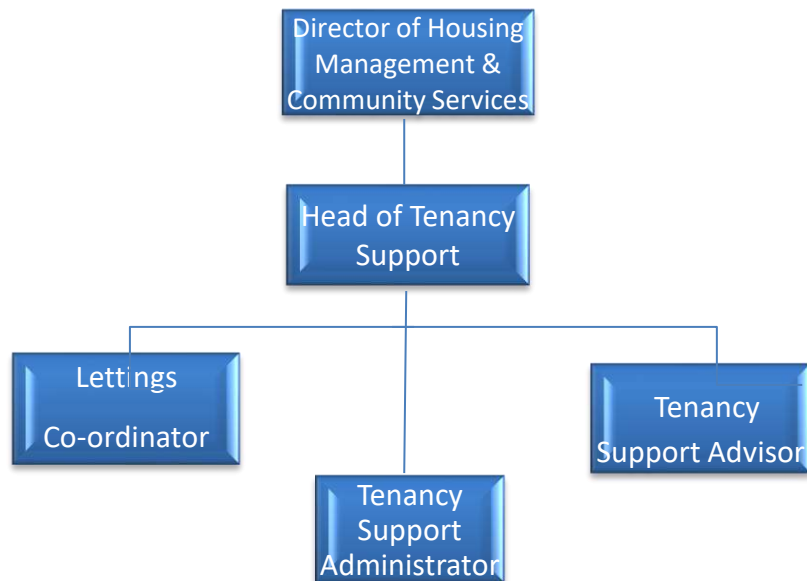 Director of Housing
Management &
Community Services
Head of Tenancy
Support
Lettings
Co-ordinator
Tenancy
Support Advisor
Tenancy
Support
Administrator